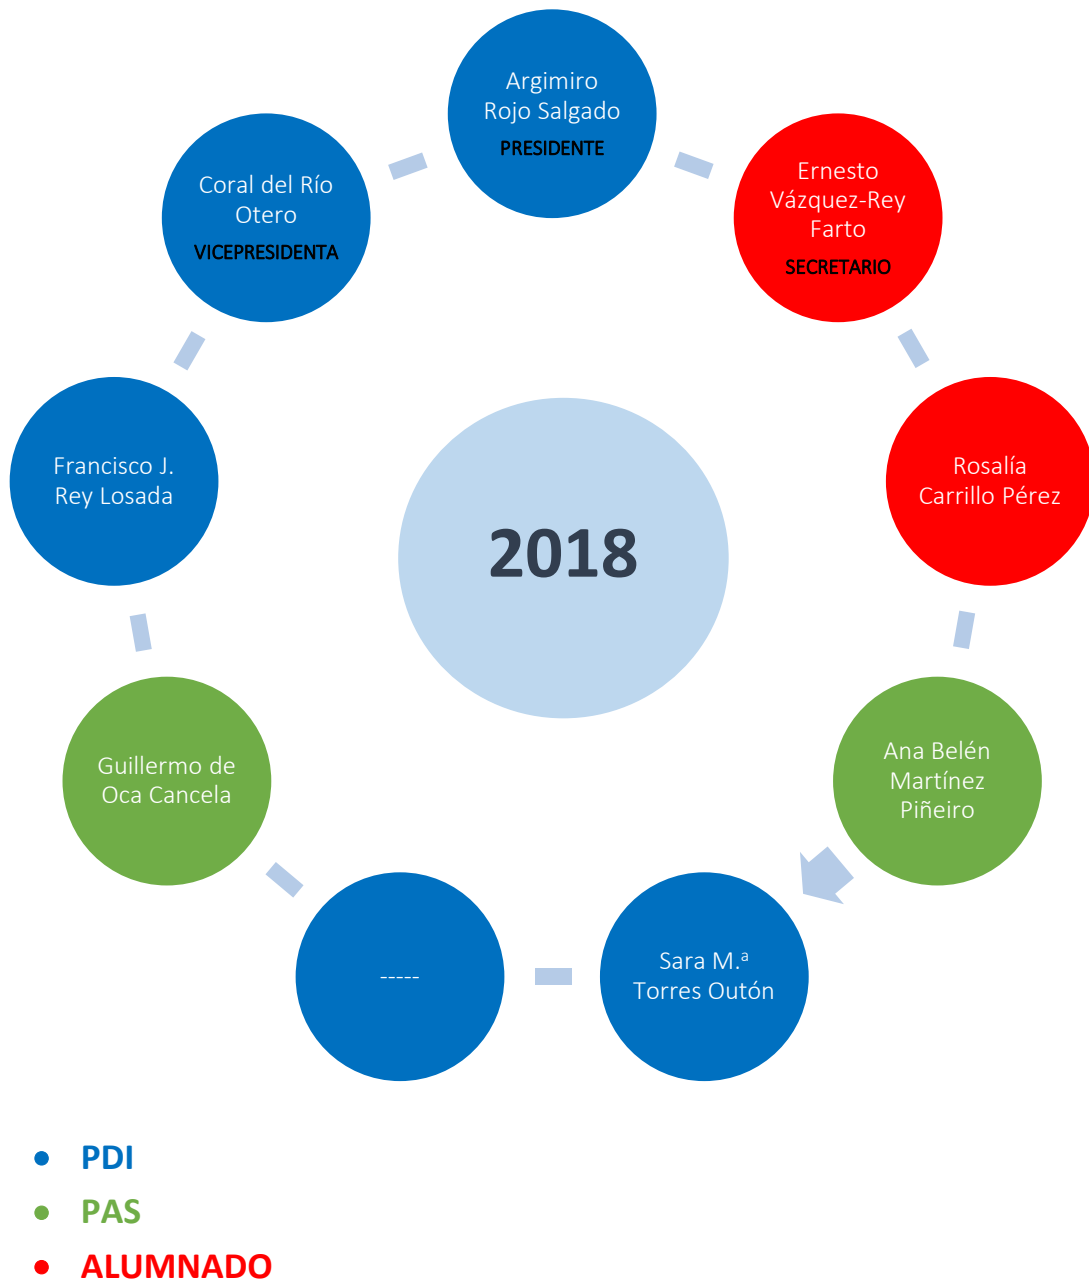 Argimiro
Rojo Salgado
PRESIDENTE
Ernesto
Vázquez-Rey
Farto
SECRETARIO
Rosalía
Carrillo Pérez
Ana Belén
Martínez
Piñeiro
Sara M.ª
Torres Outón
-----
Guillermo de
Oca Cancela
Francisco J.
Rey Losada
Coral del Río
Otero
VICEPRESIDENTA
2018
• PDI
• PAS
• ALUMNADO